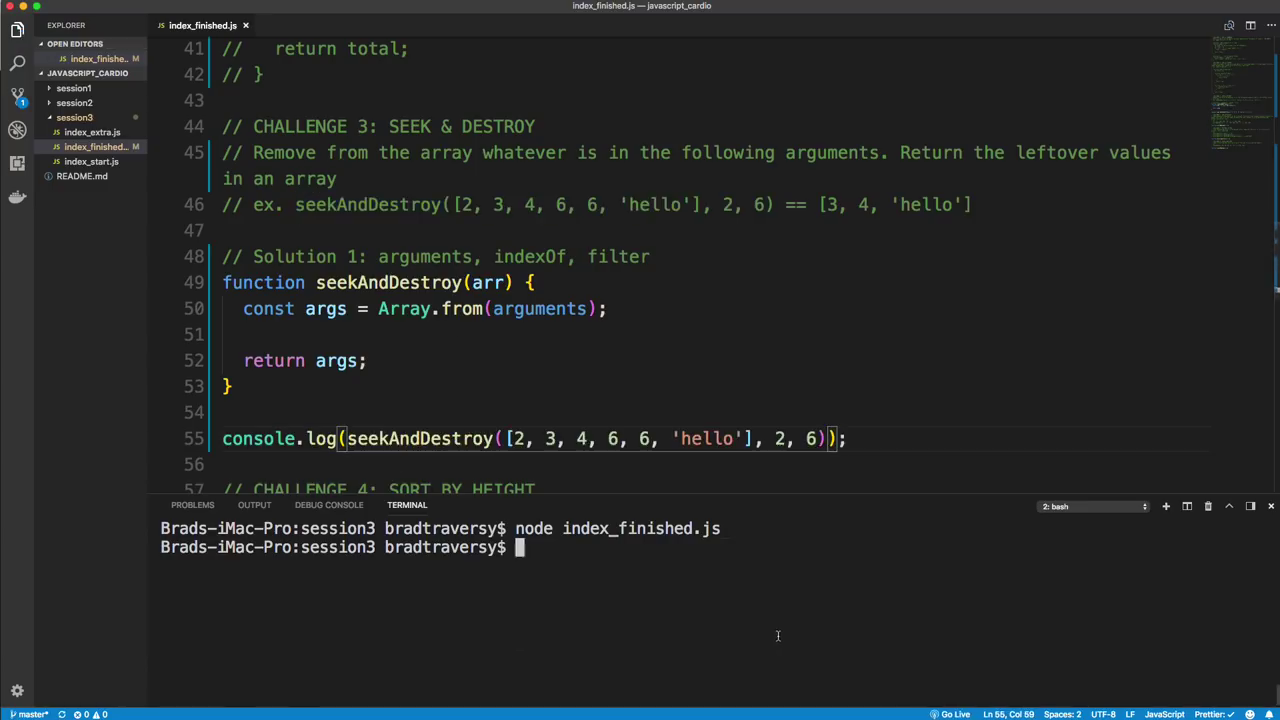 index_finished.js — javascript_cardio
EXPLORER
index_finished.js ×
OPEN EDITORS
index_finishe.. M
JAVASCRIPT_CARDIO
session1
session2
session3
index_extra.js
index_finished... M
index_start.js
README.md
41 //   return total;
42 // }
43
44 // CHALLENGE 3: SEEK & DESTROY
45 // Remove from the array whatever is in the following arguments. Return the leftover values
in an array
46 // ex. seekAndDestroy([2, 3, 4, 6, 6, 'hello'], 2, 6) == [3, 4, 'hello']
47
48 // Solution 1: arguments, indexOf, filter
49 function seekAndDestroy(arr) {
50   const args = Array.from(arguments);
51
52   return args;
53 }
54
55 console.log(seekAndDestroy([2, 3, 4, 6, 6, 'hello'], 2, 6));
56
57 // CHALLENGE 4: SORT BY HEIGHT
PROBLEMS OUTPUT DEBUG CONSOLE TERMINAL
2: bash
Brads-iMac-Pro:session3 bradtraversy$ node index_finished.js
Brads-iMac-Pro:session3 bradtraversy$
1
master* 0 0
Go Live Ln 55, Col 59 Spaces: 2 UTF-8 LF JavaScript Prettier: ✓